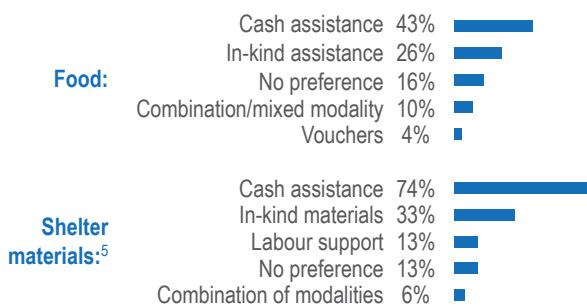 Food:
Cash assistance 43%
In-kind assistance 26%
No preference 16%
Combination/mixed modality 10%
Vouchers 4%
Shelter
materials:5
Cash assistance 74%
In-kind materials 33%
Labour support 13%
No preference 13%
Combination of modalities 6%